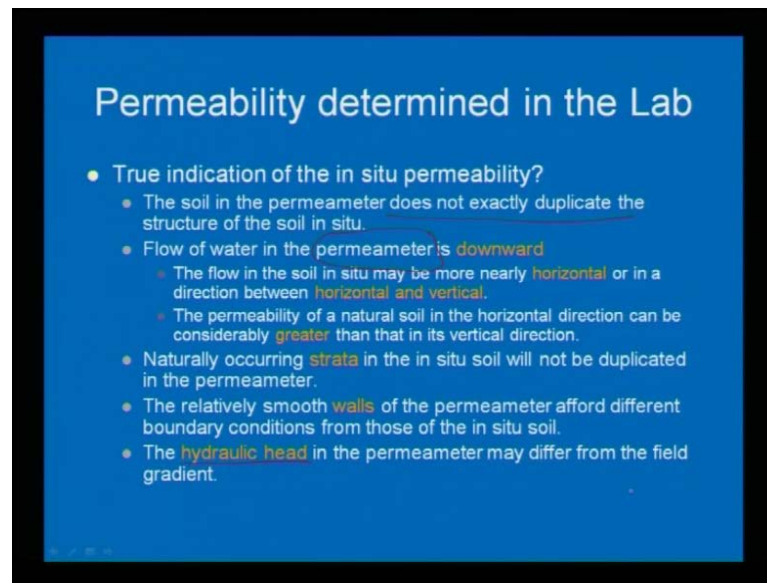 Permeability determined in the Lab
True indication of the in situ permeability?
The soil in the permeameter does not exactly duplicate the
structure of the soil in situ.
Flow of water in the permeameter is downward
The flow in the soil in situ may be more nearly horizontal or in a
direction between horizontal and vertical.
The permeability of a natural soil in the horizontal direction can be
considerably greater than that in its vertical direction.
Naturally occurring strata in the in situ soil will not be duplicated
in the permeameter.
The relatively smooth walls of the permeameter afford different
boundary conditions from those of the in situ soil.
The hydraulic head in the permeameter may differ from the field
gradient.